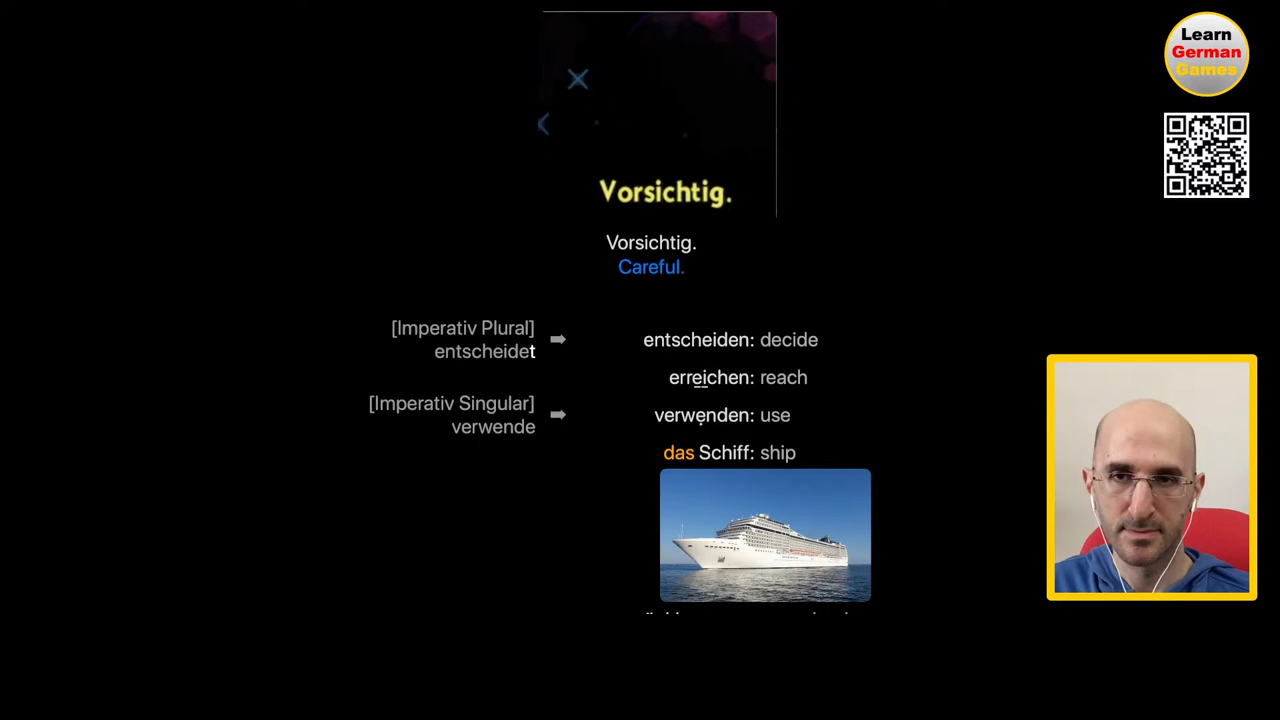 Learn
German
Games
Vorsichtig.
Vorsichtig.
Careful.
[Imperativ Plural]
entscheidet
➡ entscheiden: decide
erreichen: reach
[Imperativ Singular]
verwende
➡ verwenden: use
das Schiff: ship